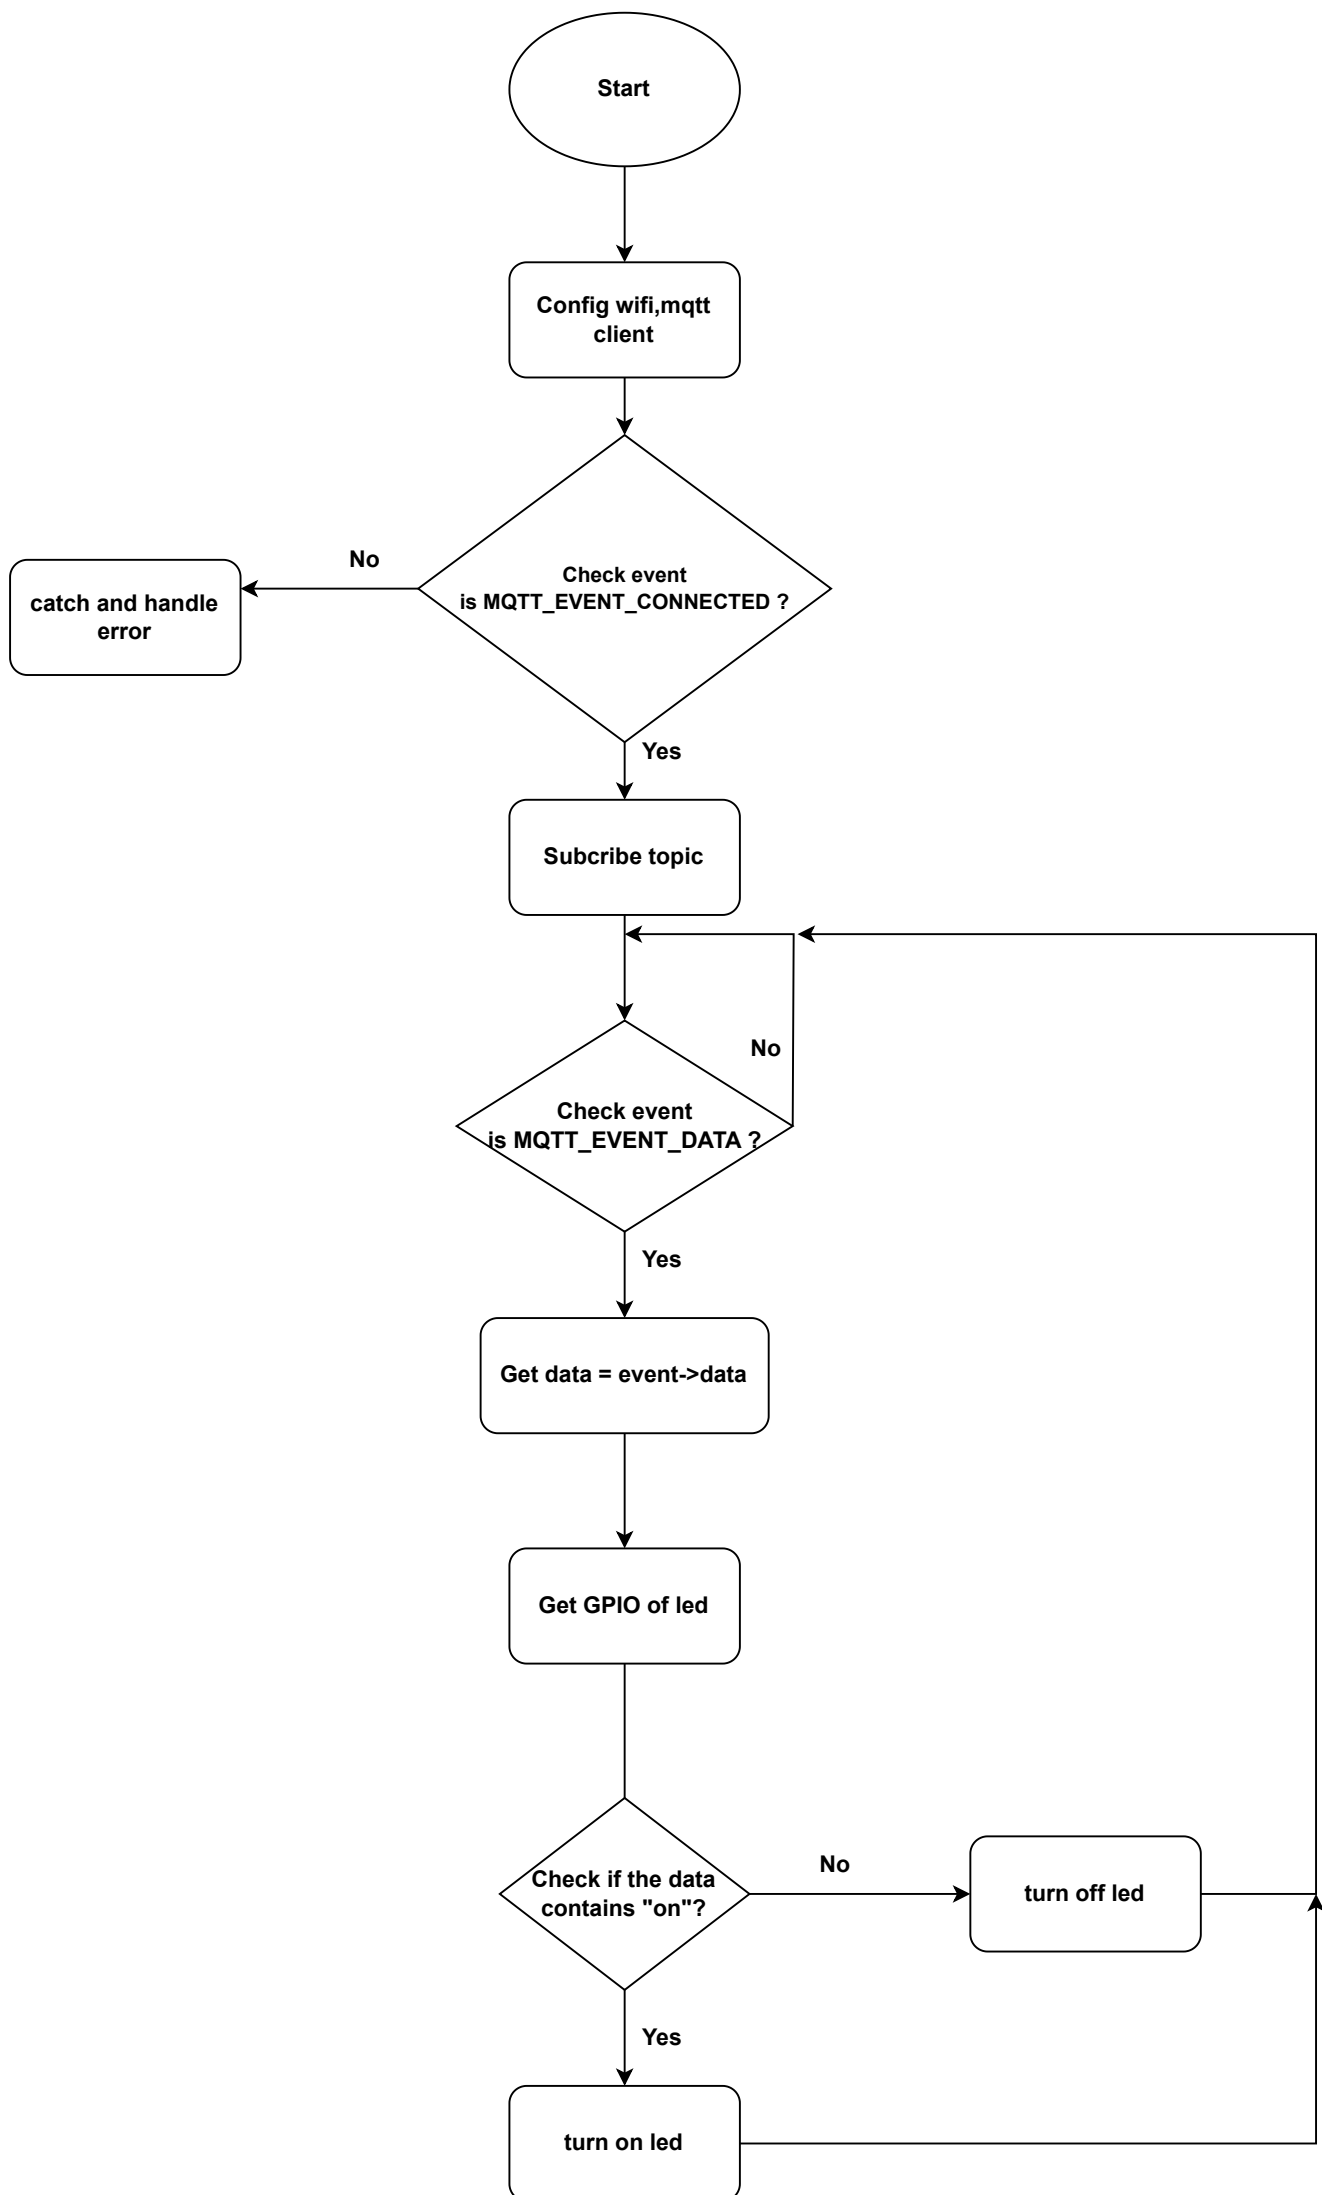 Start
Config wifi,mqtt
client
No
Check event
is MQTT_EVENT_CONNECTED ?
catch and handle
error
Yes
Subcribe topic
No
Check event
is MQTT_EVENT_DATA ?
Yes
Get data = event->data
Get GPIO of led
Check if the data
contains "on"?
No
turn off led
Yes
turn on led